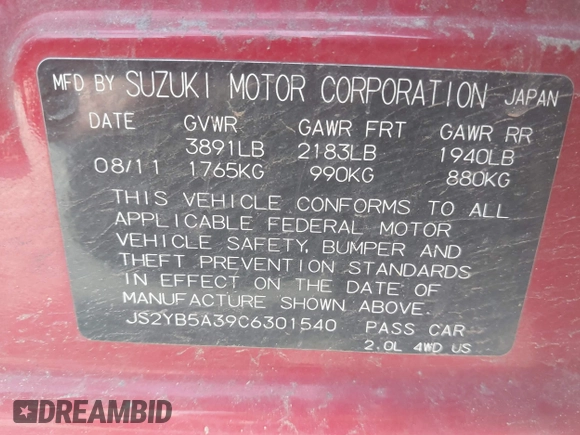 MFD BY SUZUKI MOTOR CORPORATION JAPAN
DATE GVWR GAWR FRT GAWR RR
3891LB 2183LB 1940LB
08/11 1765KG 990KG 880KG
THIS VEHICLE CONFORMS TO ALL
APPLICABLE FEDERAL MOTOR
VEHICLE SAFETY, BUMPER AND
THEFT PREVENTION STANDARDS
IN EFFECT ON THE DATE OF
MANUFACTURE SHOWN ABOVE.
JS2YB5A39C6301540 PASS CAR
2.0L 4WD US
DREAMBID